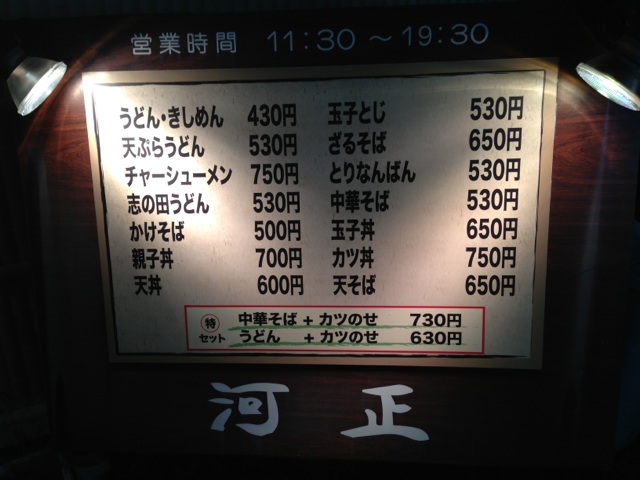 営業時間 11:30 ～ 19:30
うどん・きしめん 430円 玉子とじ 530円
天ぷらうどん 530円 ざるそば 650円
チャーシューメン 750円 とりなんばん 530円
志の田うどん 530円 中華そば 530円
かけそば 500円 玉子丼 650円
親子丼 700円 カツ丼 750円
天丼 600円 天そば 650円
特 中華そば + カツのせ 730円
セット うどん + カツのせ 630円
河正